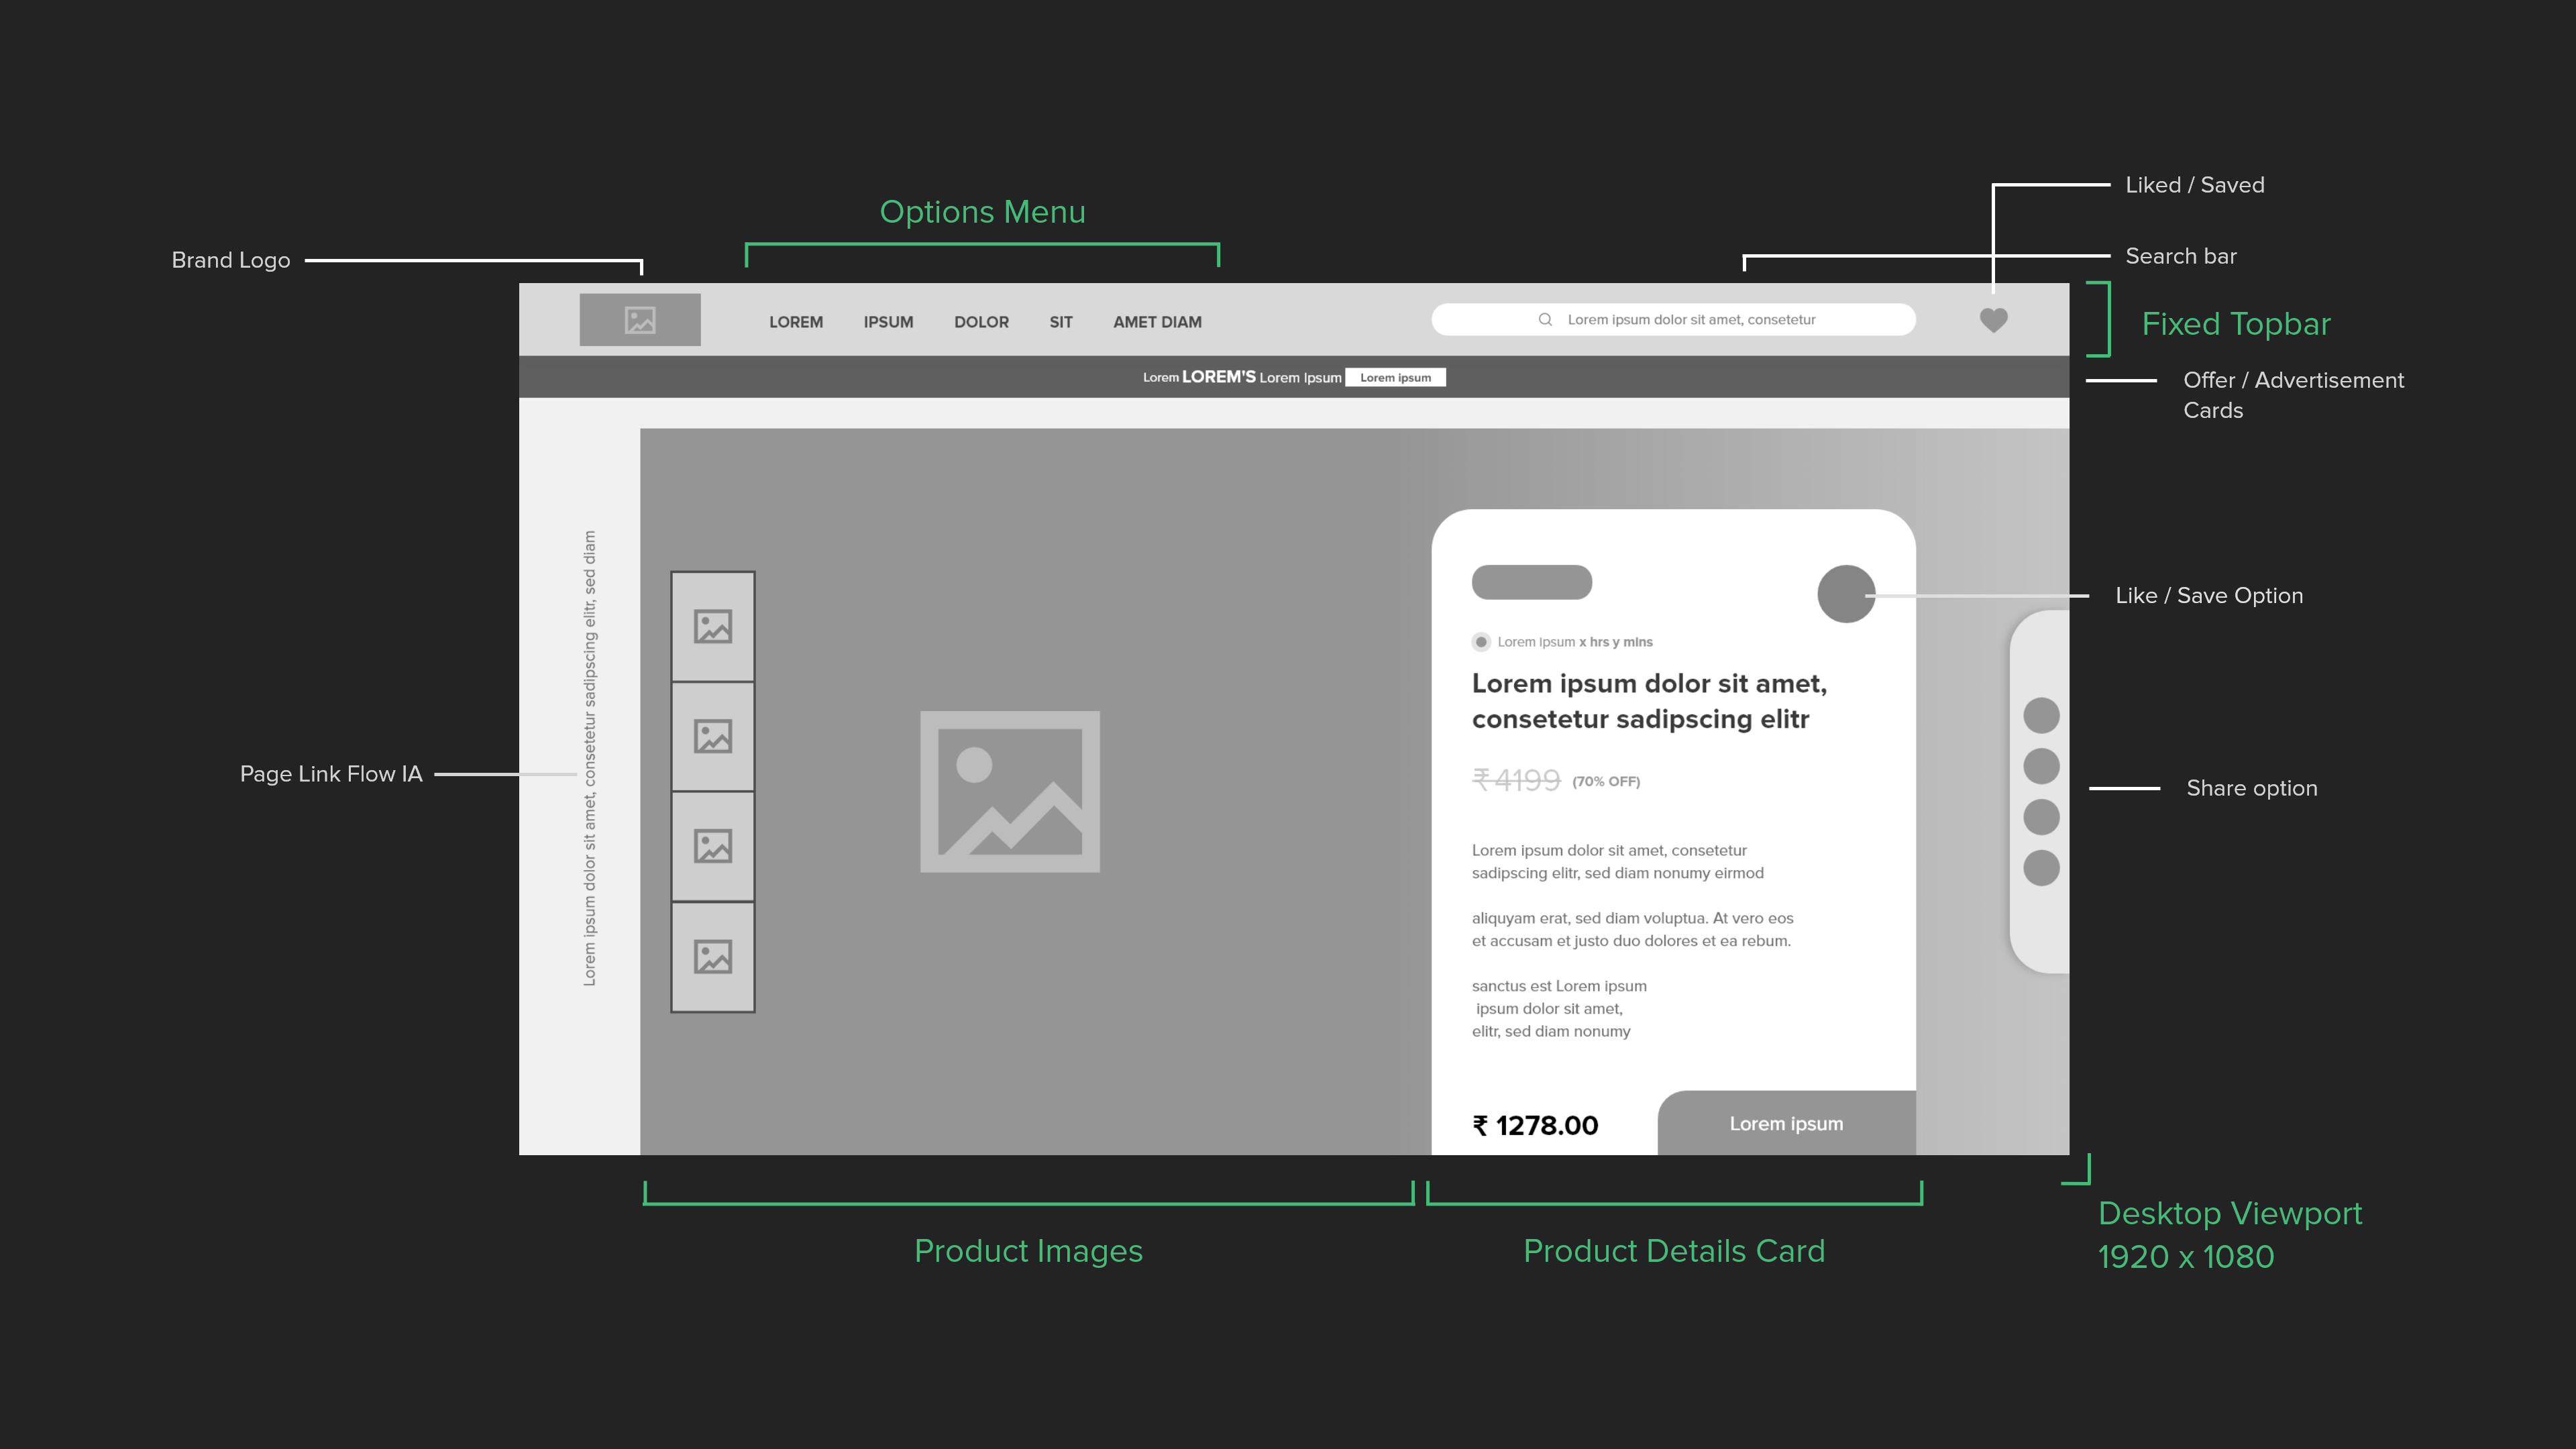 Liked / Saved
Options Menu
Brand Logo
Search bar
LOREM IPSUM DOLOR SIT AMET DIAM
Lorem ipsum dolor sit amet, consetetur
Fixed Topbar
Lorem LOREM'S Lorem Ipsum Lorem ipsum
Offer / Advertisement
Cards
Lorem ipsum dolor sit amet, consetetur sadipscing elitr, sed diam
Page Link Flow IA
Like / Save Option
Lorem ipsum x hrs y mins
Lorem ipsum dolor sit amet,
consetetur sadipscing elitr
₹ 4199 (70% OFF)
Share option
Lorem ipsum dolor sit amet, consetetur
sadipscing elitr, sed diam nonumy eirmod
aliquyam erat, sed diam voluptua. At vero eos
et accusam et justo duo dolores et ea rebum.
sanctus est Lorem ipsum
ipsum dolor sit amet,
elitr, sed diam nonumy
₹ 1278.00
Lorem ipsum
Product Images
Product Details Card
Desktop Viewport
1920 x 1080